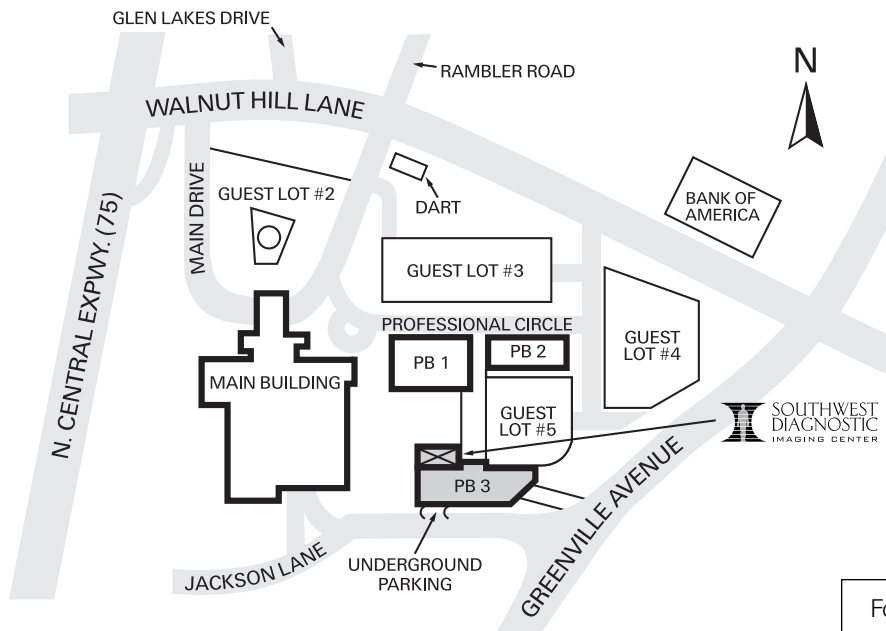 GLEN LAKES DRIVE
RAMBLER ROAD
WALNUT HILL LANE
N
GUEST LOT #2
MAIN DRIVE
DART
BANK OF
AMERICA
N. CENTRAL EXPWY. (75)
GUEST LOT #3
PROFESSIONAL CIRCLE
PB 1
PB 2
GUEST
LOT #4
MAIN BUILDING
GUEST
LOT #5
SOUTHWEST
DIAGNOSTIC
IMAGING CENTER
PB 3
GREENVILLE AVENUE
UNDERGROUND
PARKING
JACKSON LANE